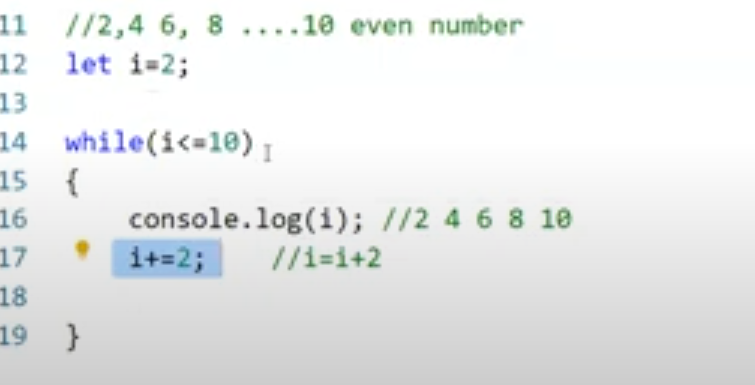 11 //2,4 6, 8 ....10 even number
12 let i=2;
13
14 while(i<=10)
15 {
16 console.log(i); //2 4 6 8 10
17 i+=2; //i=i+2
18
19 }